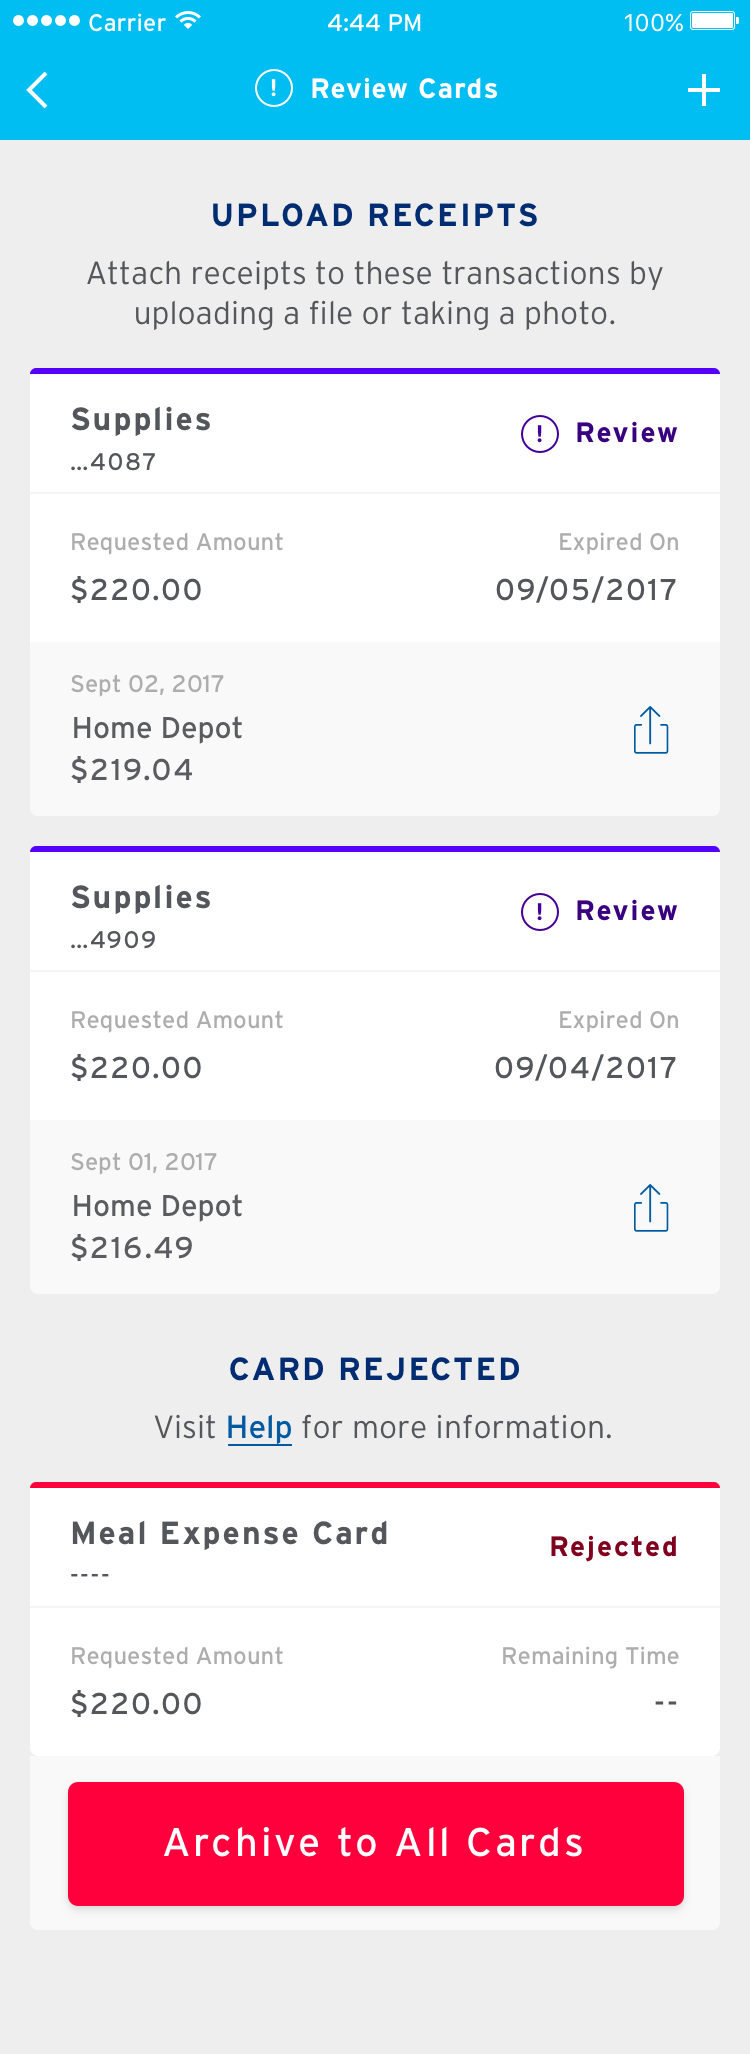 Carrier 4:44 PM 100%
! Review Cards
UPLOAD RECEIPTS
Attach receipts to these transactions by
uploading a file or taking a photo.
Supplies
...4087
! Review
Requested Amount Expired On
$220.00 09/05/2017
Sept 02, 2017
Home Depot
$219.04
Supplies
...4909
! Review
Requested Amount Expired On
$220.00 09/04/2017
Sept 01, 2017
Home Depot
$216.49
CARD REJECTED
Visit Help for more information.
Meal Expense Card
----
Rejected
Requested Amount Remaining Time
$220.00 --
Archive to All Cards